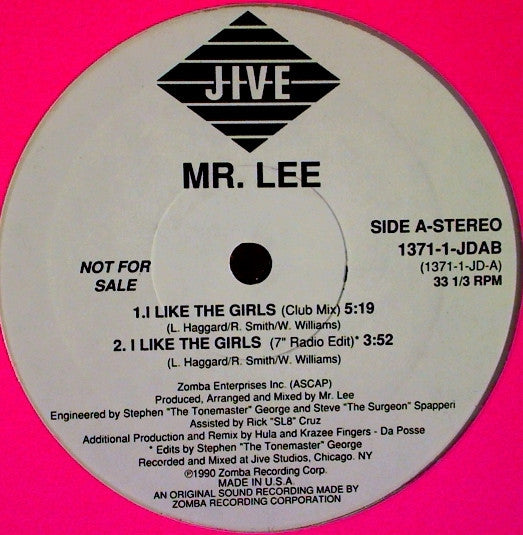 JIVE
MR. LEE
SIDE A-STEREO
1371-1-JDAB
(1371-1-JD-A)
33 1/3 RPM
NOT FOR
SALE
1.I LIKE THE GIRLS (Club Mix) 5:19
(L. Haggard/R. Smith/W. Williams)
2. I LIKE THE GIRLS (7" Radio Edit)* 3:52
(L. Haggard/R. Smith/W. Williams)
Zomba Enterprises Inc. (ASCAP)
Produced, Arranged and Mixed by Mr. Lee
Engineered by Stephen "The Tonemaster" George and Steve "The Surgeon" Spapperi
Assisted by Rick "SL8" Cruz
Additional Production and Remix by Hula and Krazee Fingers - Da Posse
* Edits by Stephen "The Tonemaster" George
Recorded and Mixed at Jive Studios, Chicago. NY
℗1990 Zomba Recording Corp.
MADE IN U.S.A.
AN ORIGINAL SOUND RECORDING MADE BY
ZOMBA RECORDING CORPORATION